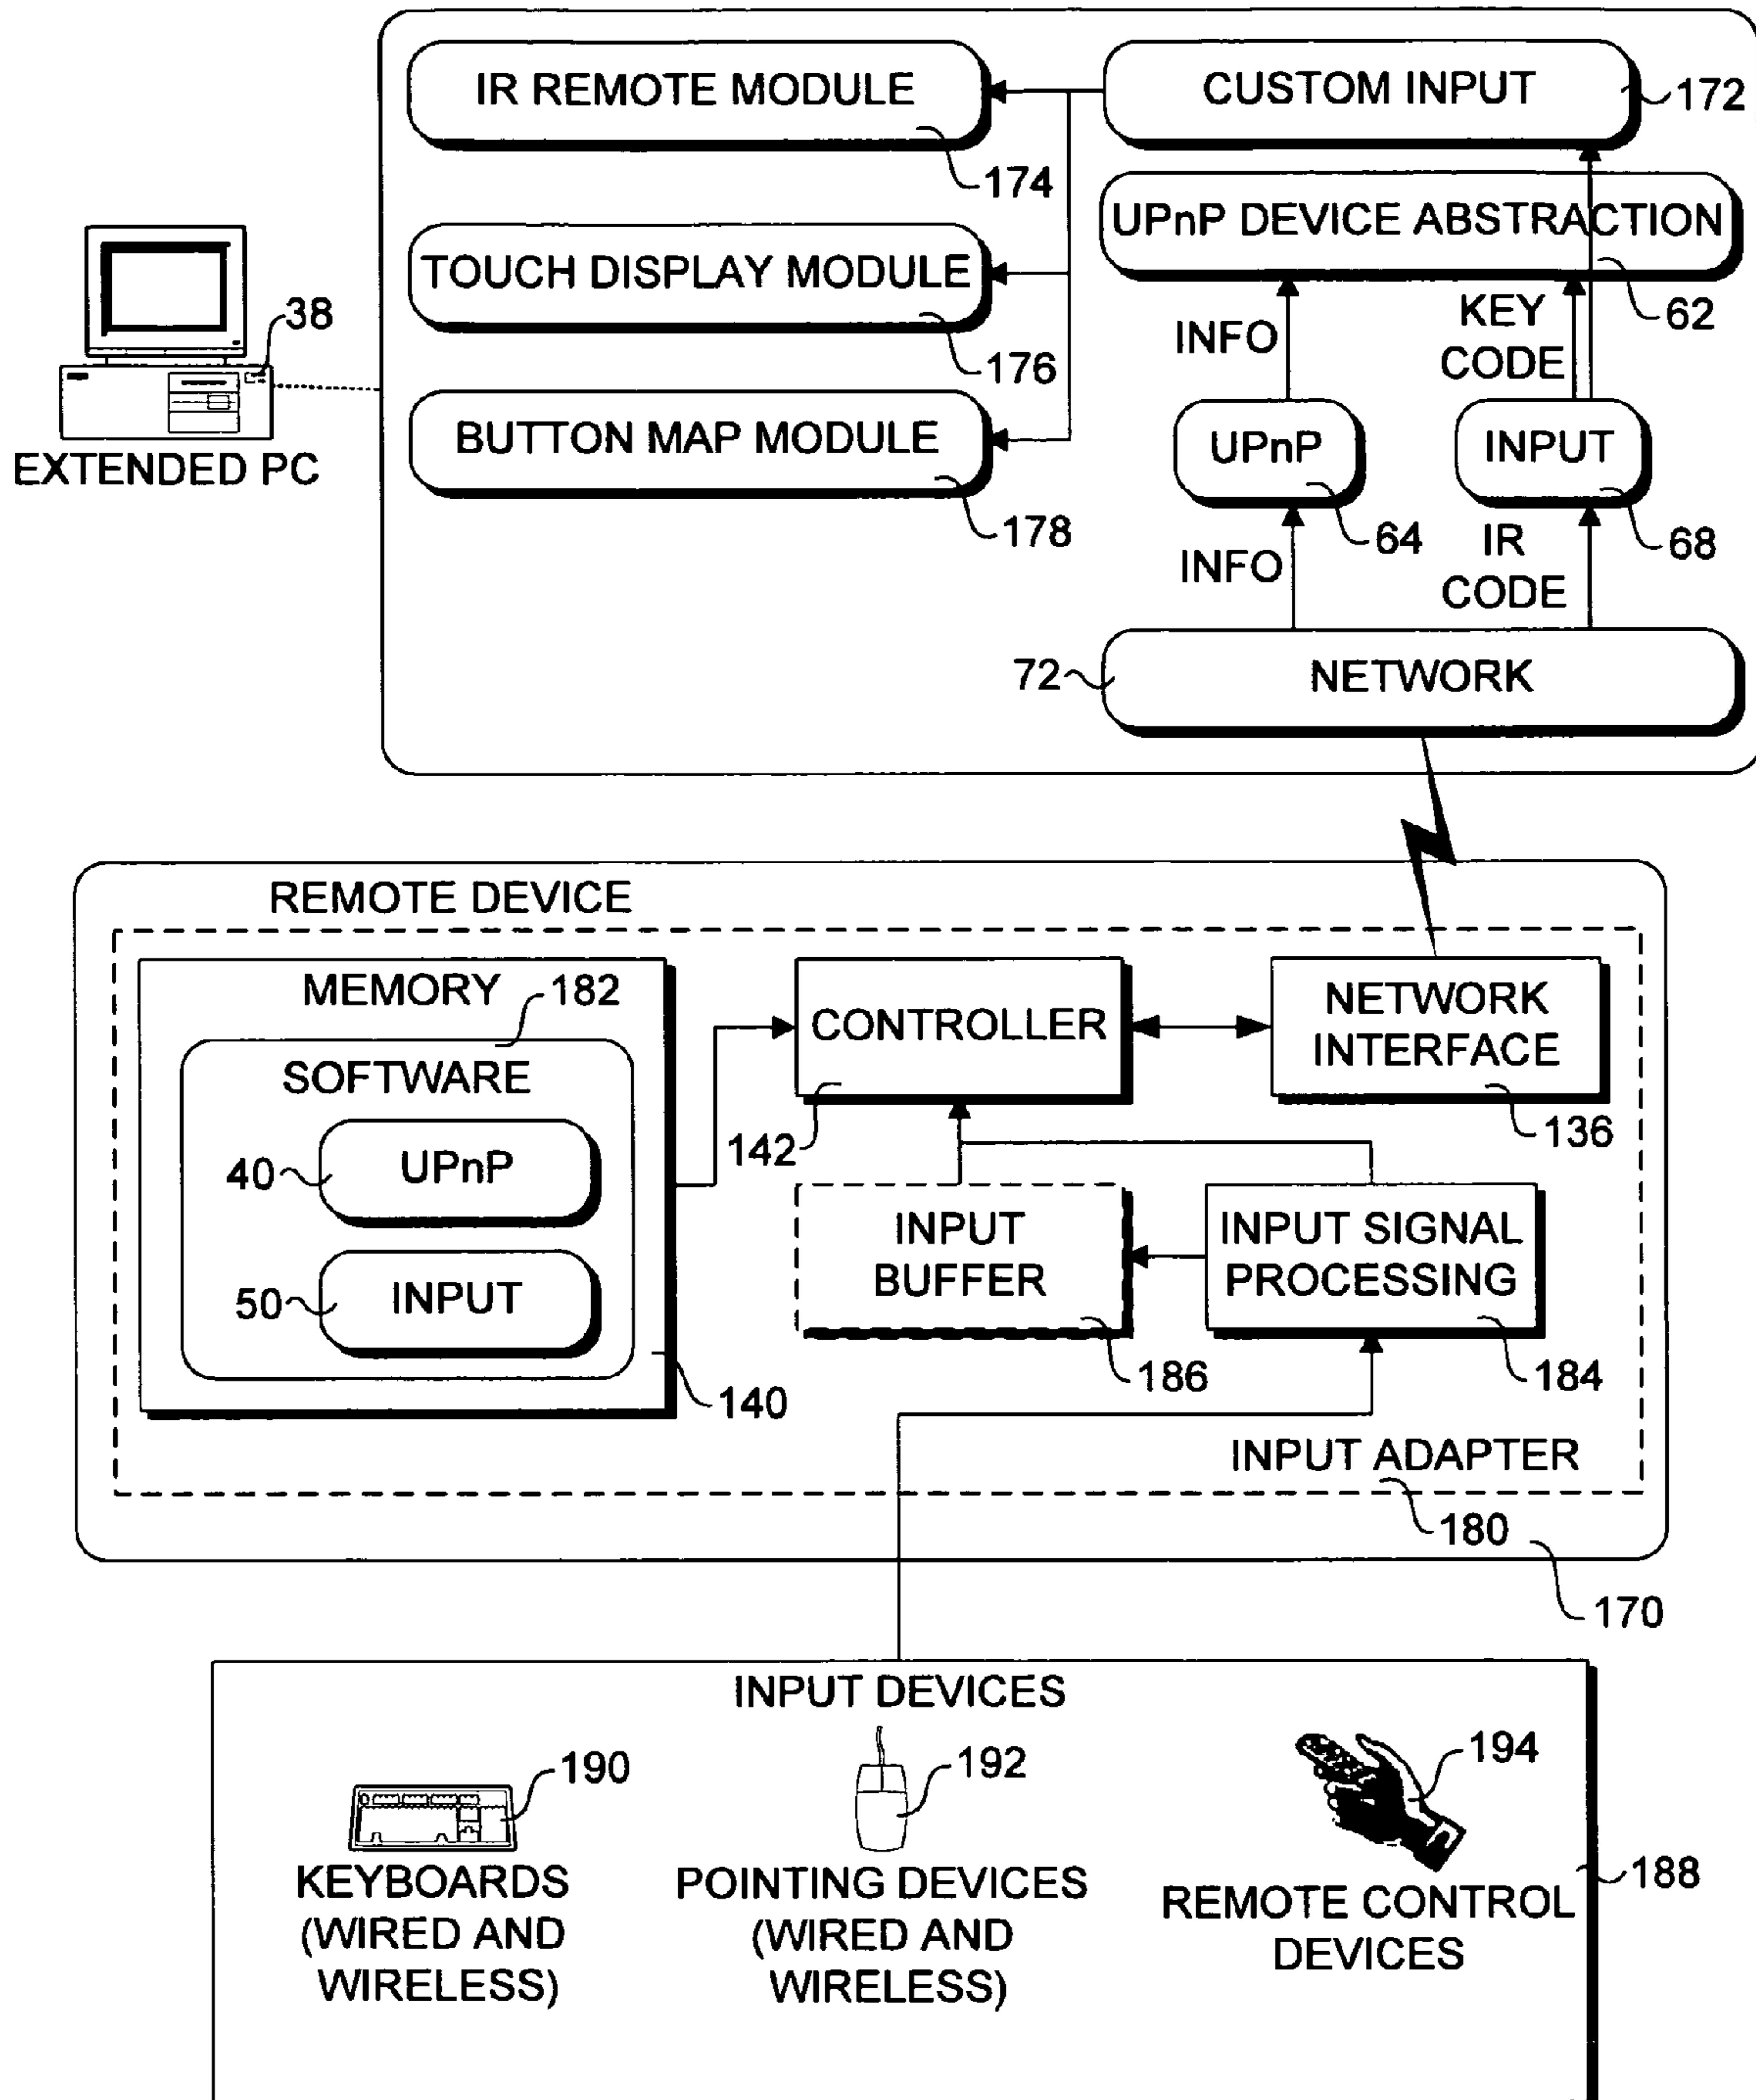 IR REMOTE MODULE
174
CUSTOM INPUT
172
UPnP DEVICE ABSTRACTION
62
TOUCH DISPLAY MODULE
176
38
EXTENDED PC
BUTTON MAP MODULE
178
INFO
KEY
CODE
UPnP
64
INPUT
68
INFO
IR
CODE
72
NETWORK
REMOTE DEVICE
MEMORY
182
SOFTWARE
40
UPnP
50
INPUT
140
CONTROLLER
142
NETWORK
INTERFACE
136
INPUT
BUFFER
186
INPUT SIGNAL
PROCESSING
184
INPUT ADAPTER
180
170
INPUT DEVICES
190
KEYBOARDS
(WIRED AND
WIRELESS)
192
POINTING DEVICES
(WIRED AND
WIRELESS)
194
REMOTE CONTROL
DEVICES
188